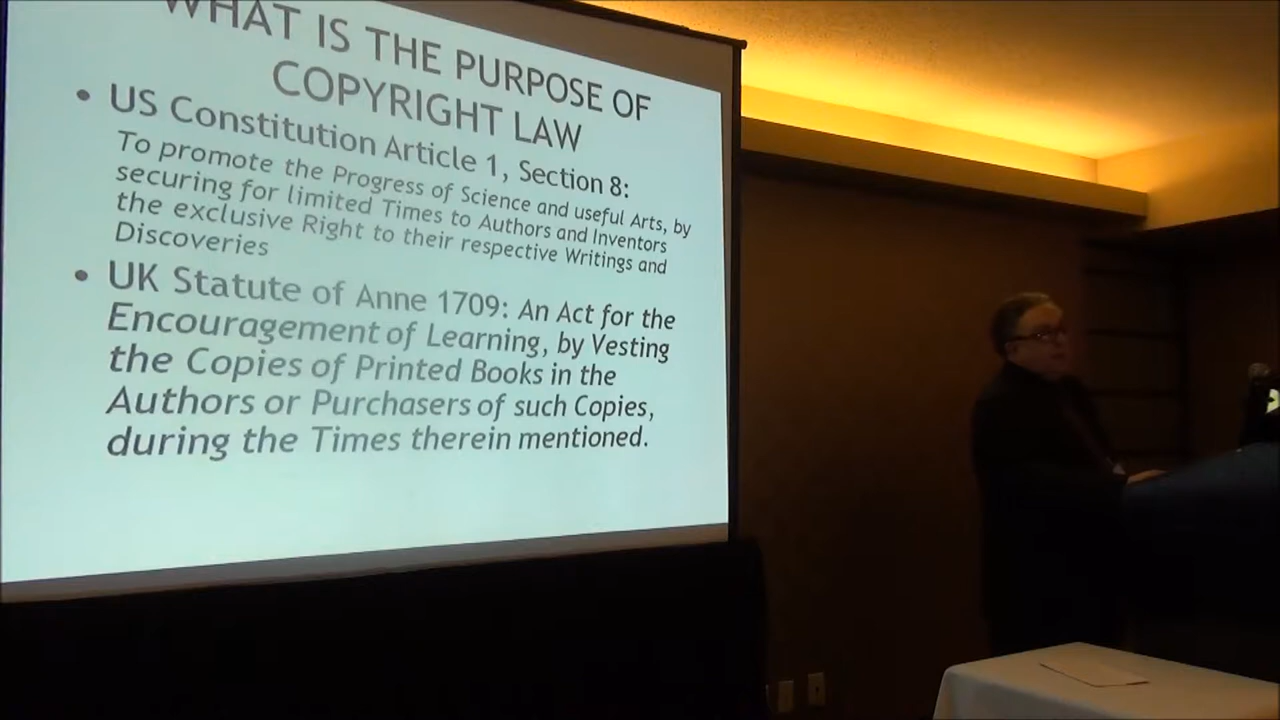 WHAT IS THE PURPOSE OF
COPYRIGHT LAW
• US Constitution Article 1, Section 8:
To promote the Progress of Science and useful Arts, by
securing for limited Times to Authors and Inventors
the exclusive Right to their respective Writings and
Discoveries
• UK Statute of Anne 1709: An Act for the
Encouragement of Learning, by Vesting
the Copies of Printed Books in the
Authors or Purchasers of such Copies,
during the Times therein mentioned.